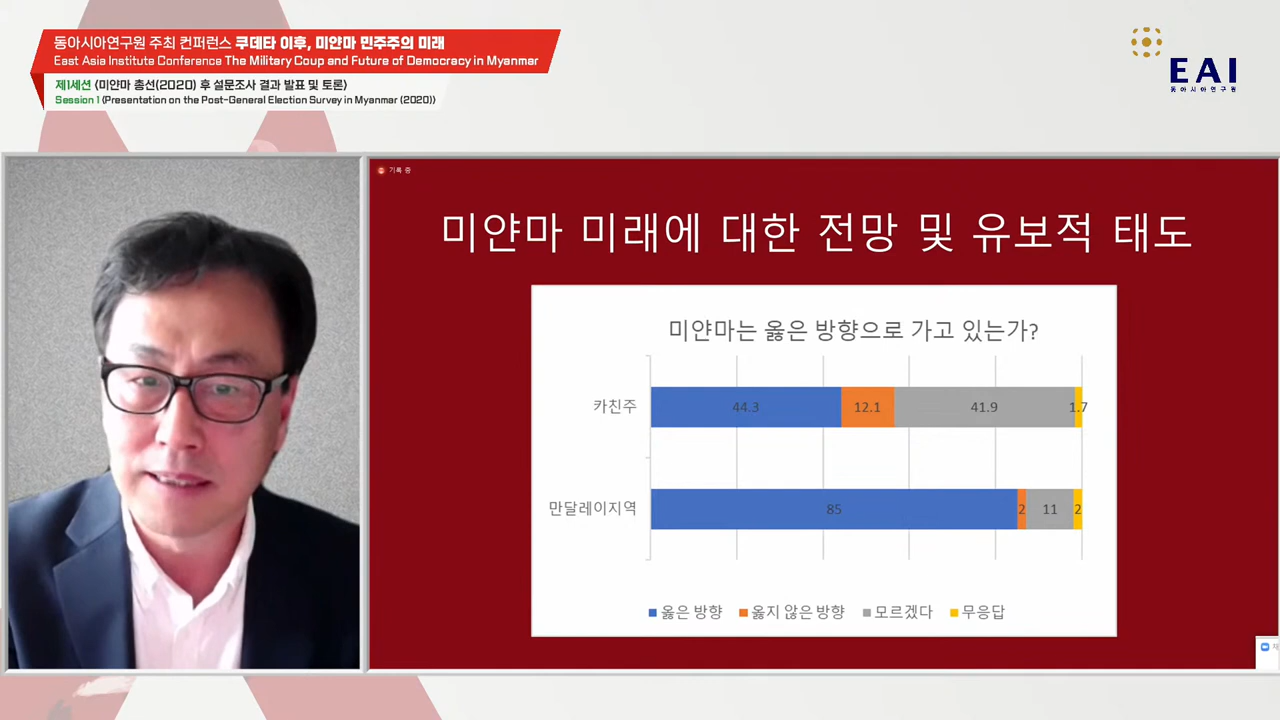 동아시아연구원 주최 컨퍼런스 쿠데타 이후, 미얀마 민주주의 미래
East Asia Institute Conference The Military Coup and Future of Democracy in Myanmar
제1세션 (미얀마 총선(2020) 후 설문조사 결과 발표 및 토론)
Session 1 (Presentation on the Post-General Election Survey in Myanmar (2020))
EAI
동아시아연구원
기록 중
미얀마 미래에 대한 전망 및 유보적 태도
미얀마는 옳은 방향으로 가고 있는가?
카친주 44.3 12.1 41.9 1.7
만달레이지역 85 2 11 2
옳은 방향 옳지 않은 방향 모르겠다 무응답